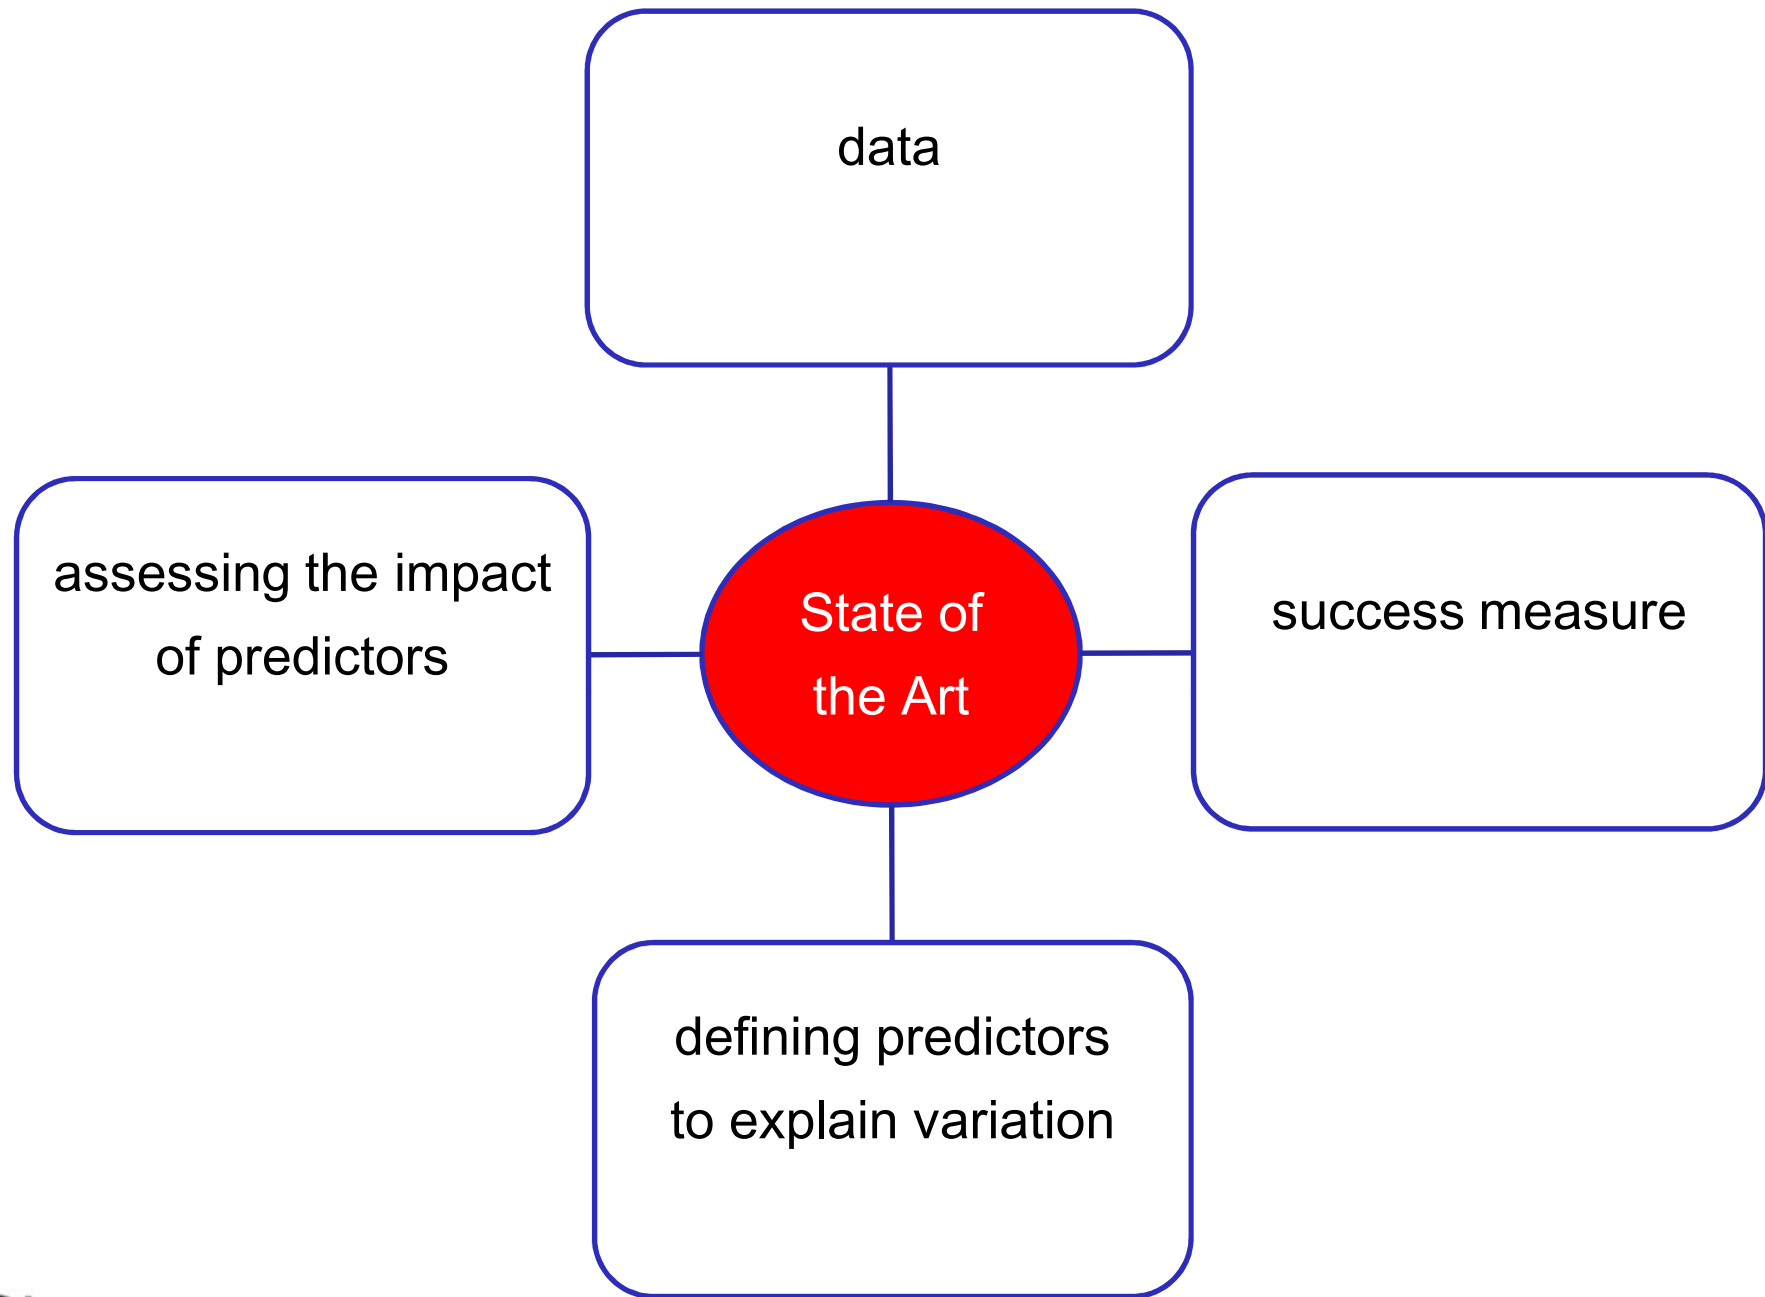 data
assessing the impact
of predictors
State of
the Art
success measure
defining predictors
to explain variation